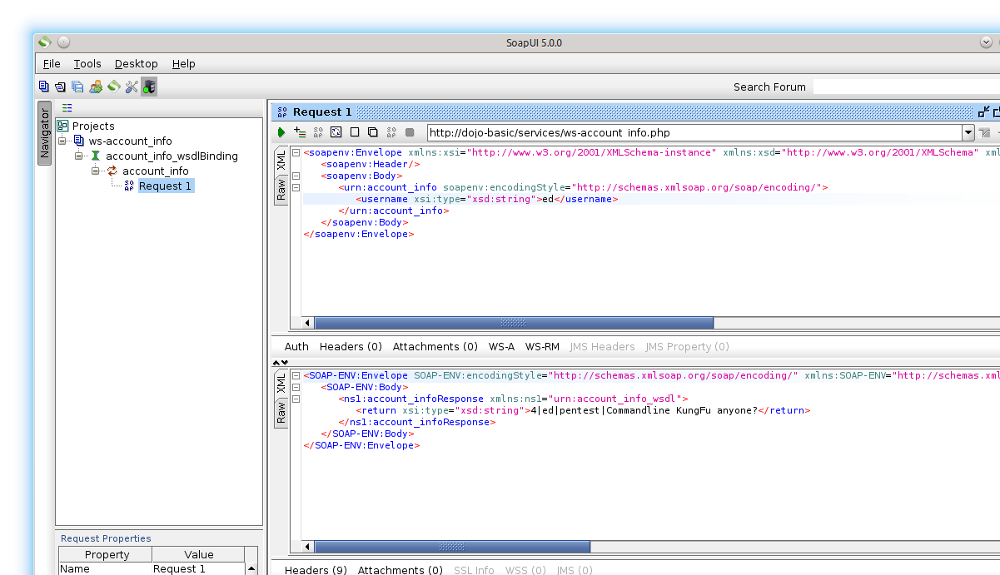 SoapUI 5.0.0
File Tools Desktop Help
Search Forum
Navigator
Projects
ws-account_info
account_info_wsdlBinding
account_info
Request 1
Request 1
http://dojo-basic/services/ws-account_info.php
XML
Raw
<soapenv:Envelope xmlns:xsi="http://www.w3.org/2001/XMLSchema-instance" xmlns:xsd="http://www.w3.org/2001/XMLSchema" xml
<soapenv:Header/>
<soapenv:Body>
<urn:account_info soapenv:encodingStyle="http://schemas.xmlsoap.org/soap/encoding/">
<username xsi:type="xsd:string">ed</username>
</urn:account_info>
</soapenv:Body>
</soapenv:Envelope>
Auth Headers (0) Attachments (0) WS-A WS-RM JMS Headers JMS Property (0)
XML
Raw
<SOAP-ENV:Envelope SOAP-ENV:encodingStyle="http://schemas.xmlsoap.org/soap/encoding/" xmlns:SOAP-ENV="http://schemas.xml
<SOAP-ENV:Body>
<ns1:account_infoResponse xmlns:ns1="urn:account_info_wsdl">
<return xsi:type="xsd:string">4|ed|pentest|Commandline KungFu anyone?</return>
</ns1:account_infoResponse>
</SOAP-ENV:Body>
</SOAP-ENV:Envelope>
Request Properties
Property Value
Name Request 1
Headers (9) Attachments (0) SSL Info WSS (0) JMS (0)